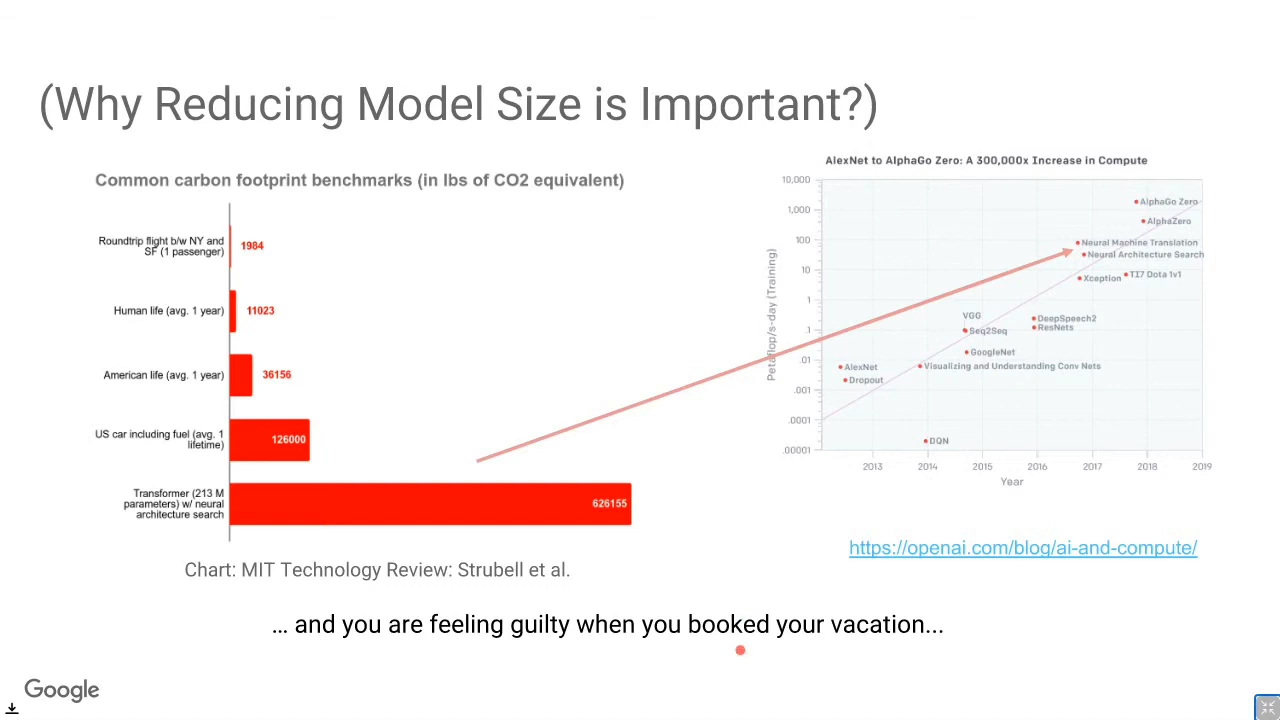 (Why Reducing Model Size is Important?)
Common carbon footprint benchmarks (in lbs of CO2 equivalent)
Roundtrip flight b/w NY and
SF (1 passenger)
1984
Human life (avg. 1 year)
11023
American life (avg. 1 year)
36156
US car including fuel (avg. 1
lifetime)
126000
Transformer (213 M
parameters) w/ neural
architecture search
626155
Chart: MIT Technology Review: Strubell et al.
AlexNet to AlphaGo Zero: A 300,000x Increase in Compute
Petaflop/s-day (Training)
10,000
1,000
100
10
1
.1
.01
.001
.0001
.00001
AlphaGo Zero
AlphaZero
Neural Machine Translation
Neural Architecture Search
TI7 Dota 1v1
Xception
VGG
DeepSpeech2
Seq2Seq
ResNets
GoogleNet
AlexNet
Visualizing and Understanding Conv Nets
Dropout
DQN
2013 2014 2015 2016 2017 2018 2019
Year
https://openai.com/blog/ai-and-compute/
... and you are feeling guilty when you booked your vacation...
Google